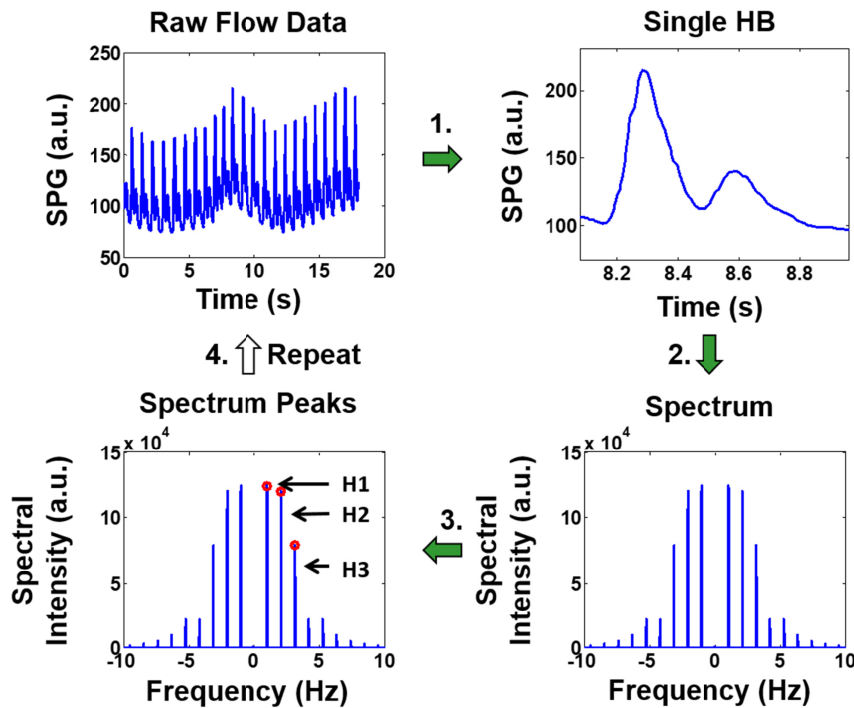 Raw Flow Data
Single HB
SPG (a.u.)
250
200
150
100
50
0
5
10
15
20
Time (s)
1.
SPG (a.u.)
200
150
100
8.2
8.4
8.6
8.8
Time (s)
4.
Repeat
2.
Spectrum Peaks
Spectrum
Spectral
Intensity (a.u.)
x 10^4
15
10
5
0
-10
-5
0
5
10
H1
H2
H3
Frequency (Hz)
3.
Spectral
Intensity (a.u.)
x 10^4
15
10
5
0
-10
-5
0
5
10
Frequency (Hz)